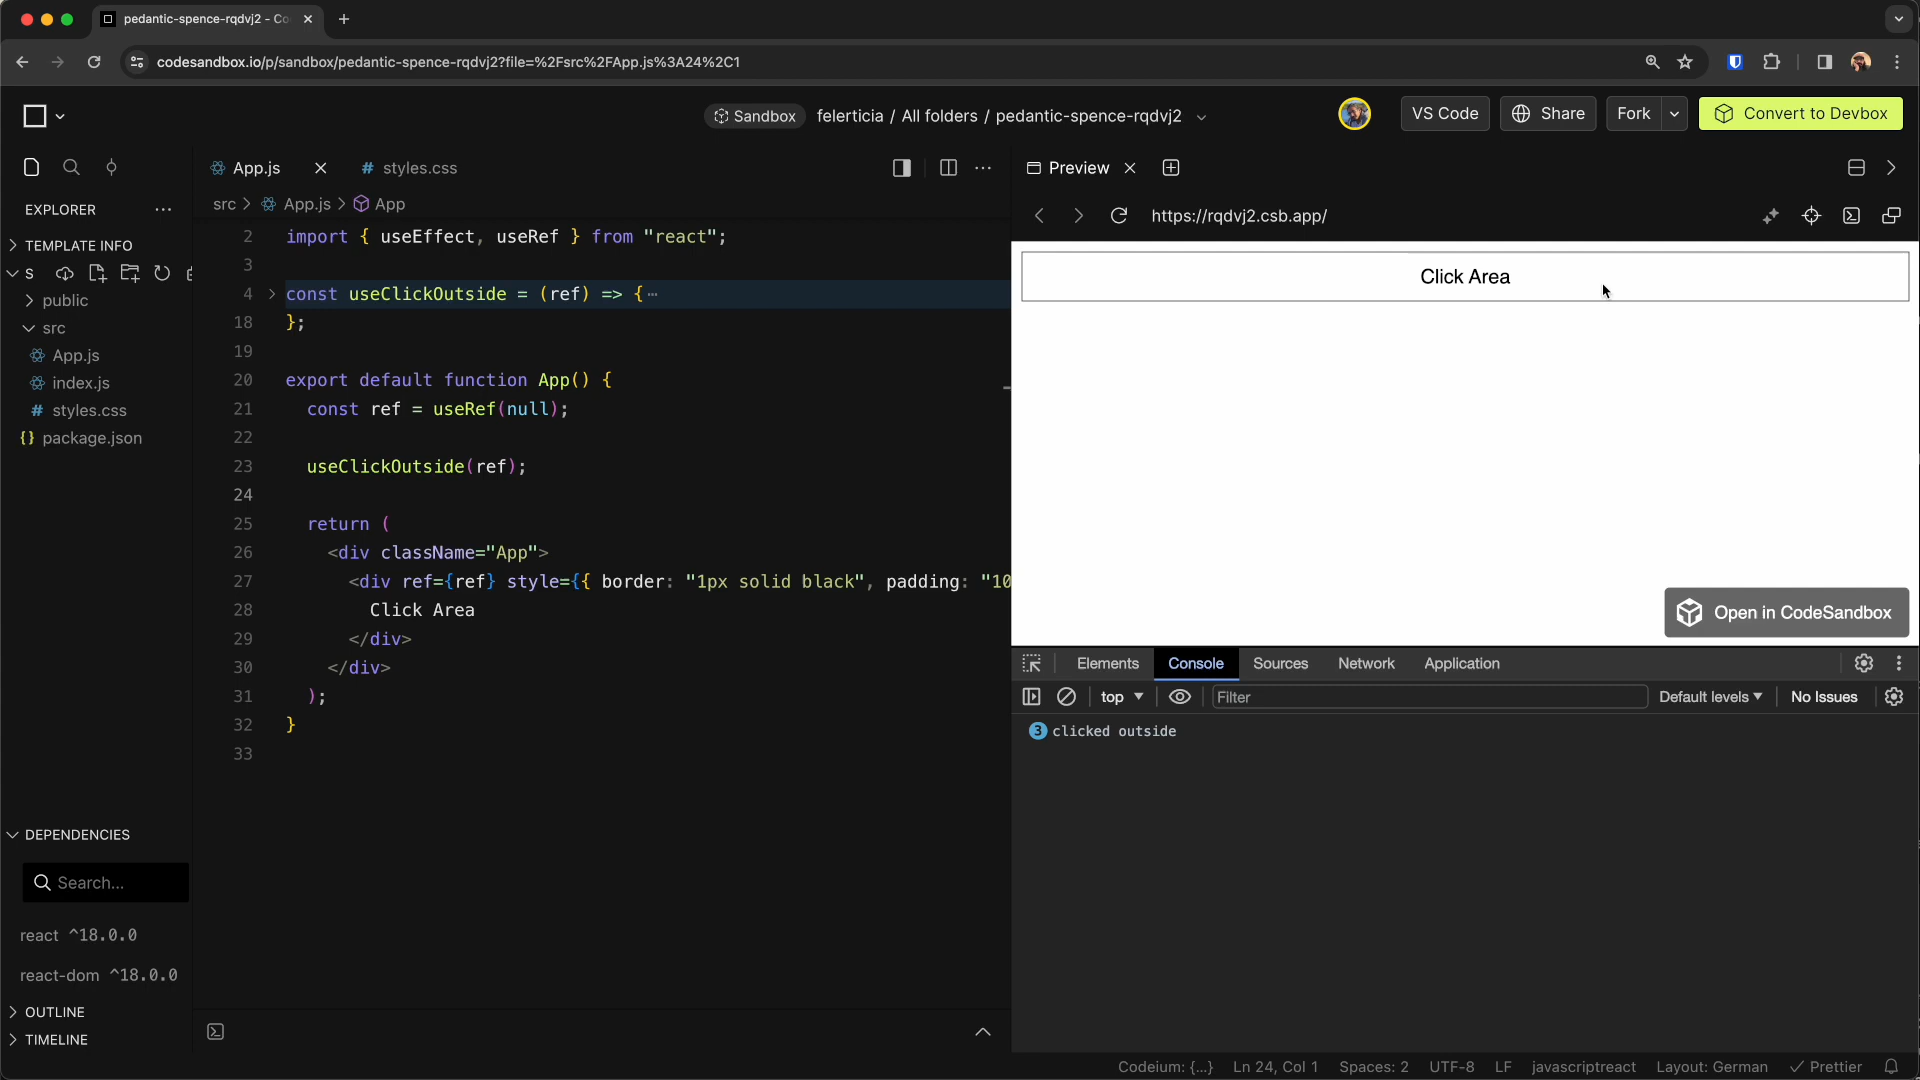 pedantic-spence-rqdvj2 - Co
codesandbox.io/p/sandbox/pedantic-spence-rqdvj2?file=%2Fsrc%2FApp.js%3A24%2C1
Sandbox felerticia / All folders / pedantic-spence-rqdvj2
VS Code Share Fork Convert to Devbox
EXPLORER
TEMPLATE INFO
S
public
src
App.js
index.js
# styles.css
{} package.json
DEPENDENCIES
Search...
react ^18.0.0
react-dom ^18.0.0
OUTLINE
TIMELINE
App.js # styles.css
src > App.js > App
2 import { useEffect, useRef } from "react";
3
4 const useClickOutside = (ref) => {…
18 };
19
20 export default function App() {
21 const ref = useRef(null);
22
23 useClickOutside(ref);
24
25 return (
26 <div className="App">
27 <div ref={ref} style={{ border: "1px solid black", padding: "10
28 Click Area
29 </div>
30 </div>
31 );
32 }
33
Preview
https://rqdvj2.csb.app/
Click Area
Open in CodeSandbox
Elements Console Sources Network Application
top Filter Default levels No Issues
3 clicked outside
Codeium: {...} Ln 24, Col 1 Spaces: 2 UTF-8 LF javascriptreact Layout: German Prettier